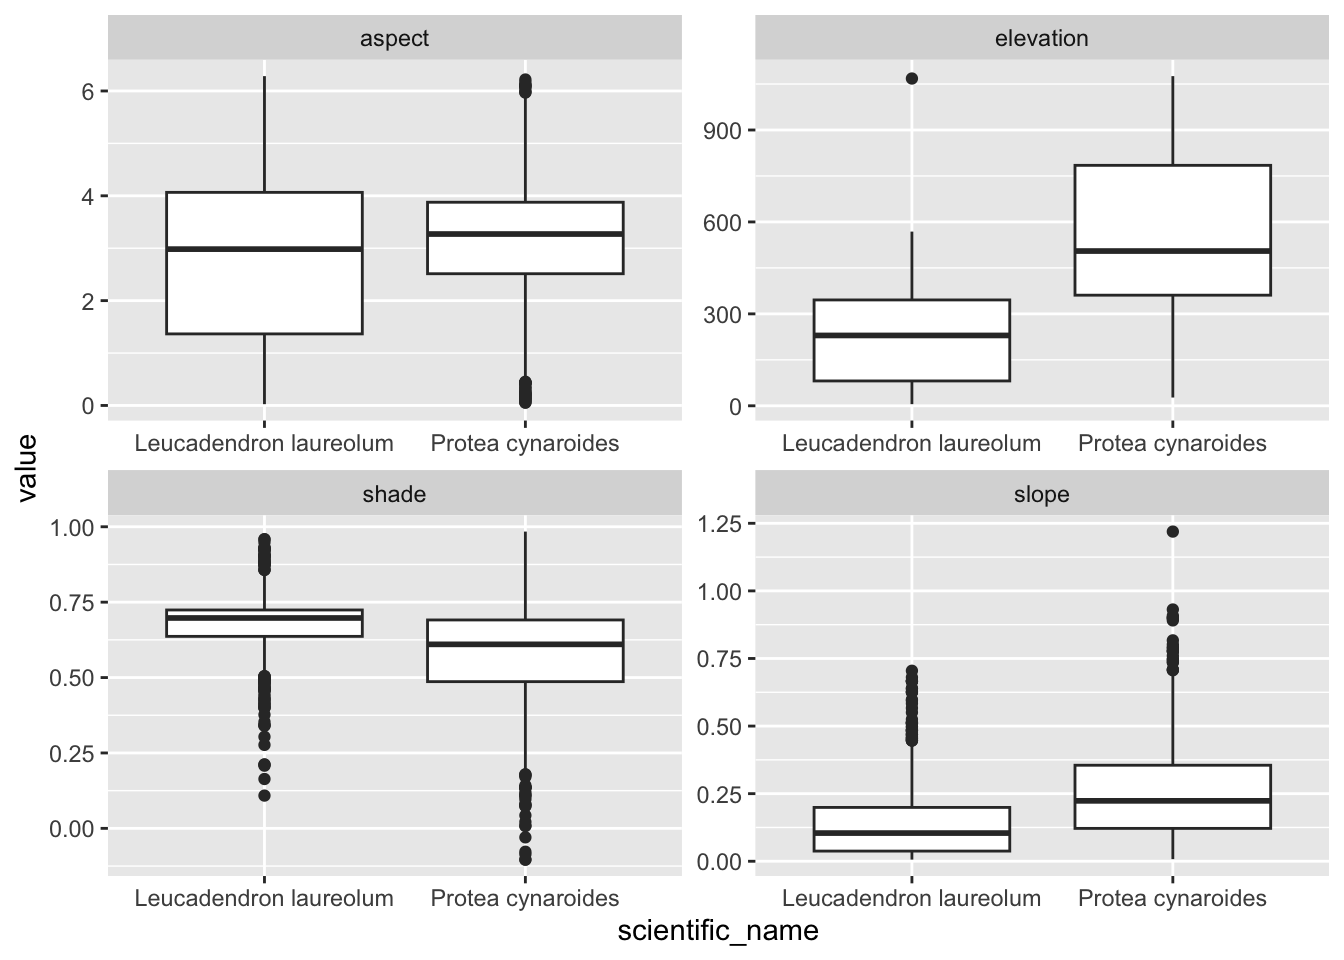 aspect
elevation
6
4
2
0
900
600
300
0
Leucadendron laureolum
Protea cynaroides
Leucadendron laureolum
Protea cynaroides
value
shade
slope
1.00
0.75
0.50
0.25
0.00
1.25
1.00
0.75
0.50
0.25
0.00
Leucadendron laureolum
Protea cynaroides
Leucadendron laureolum
Protea cynaroides
scientific_name